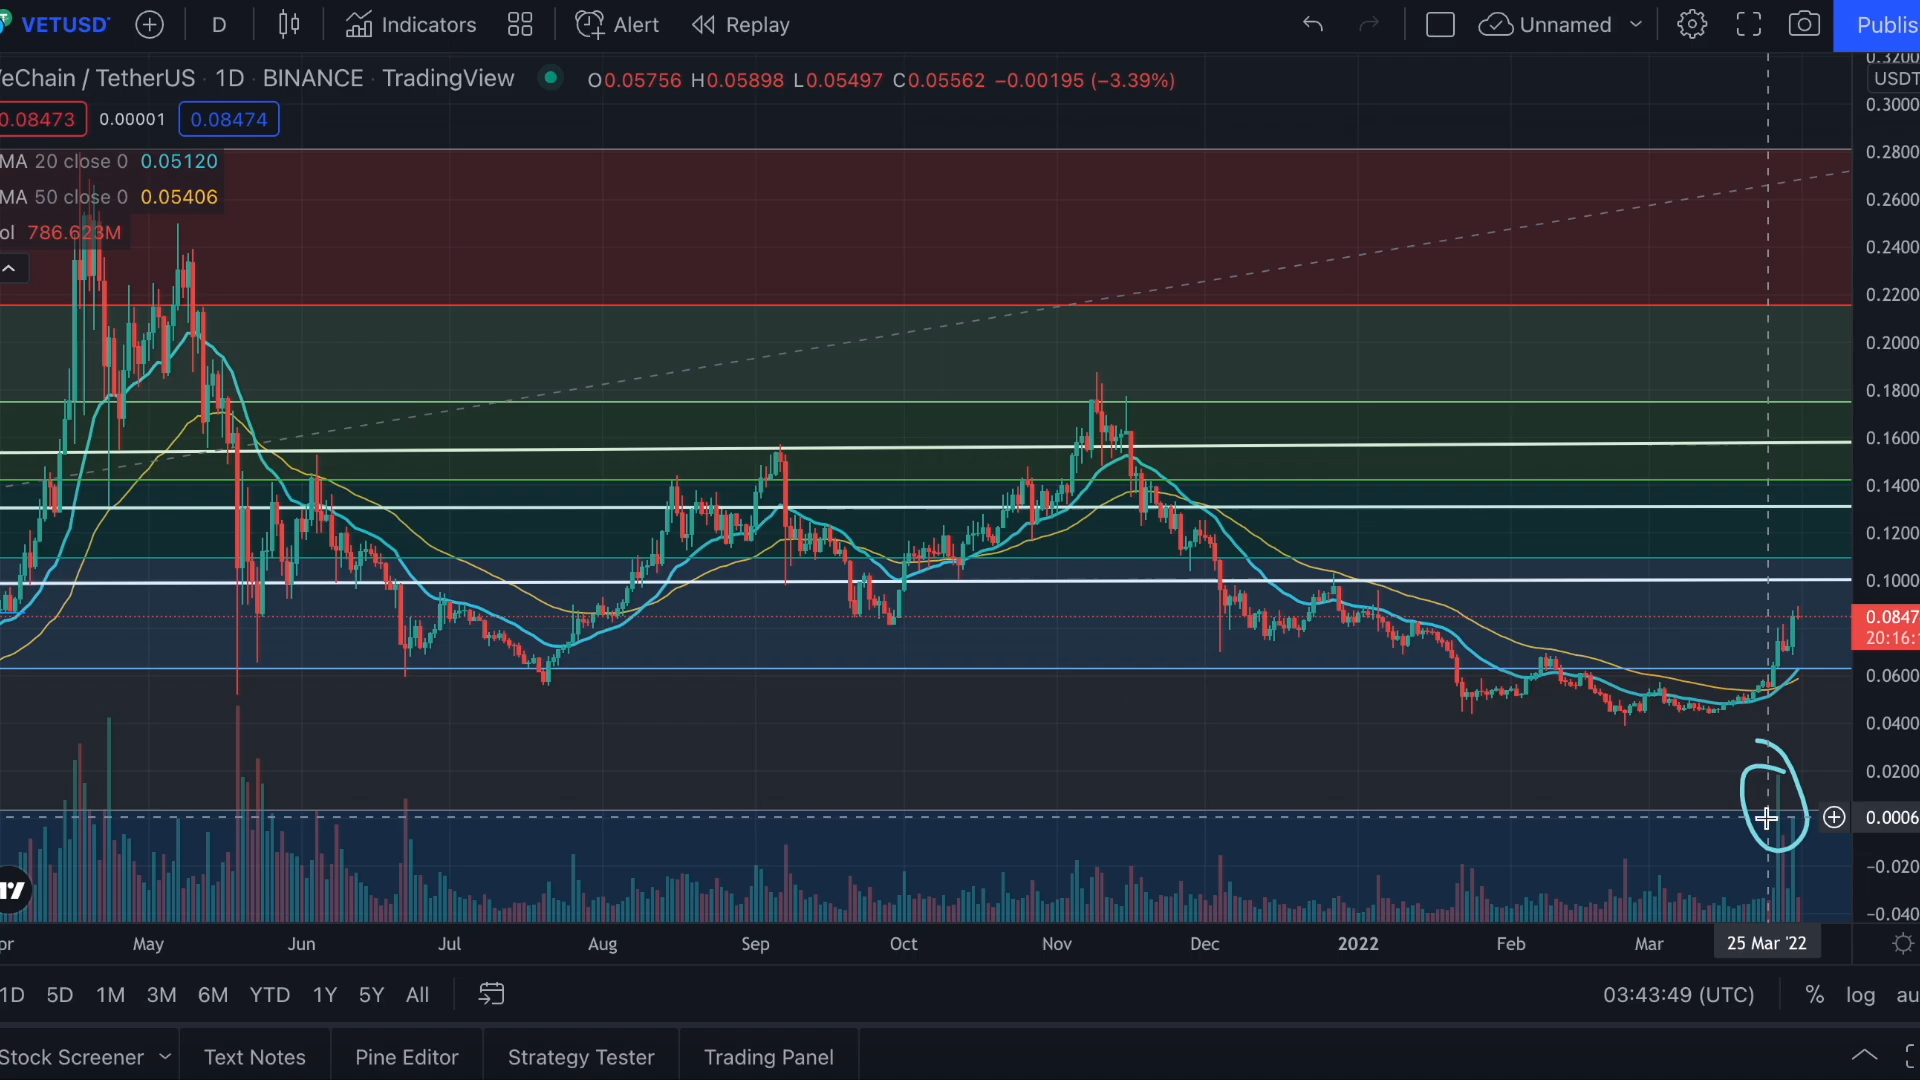 VETUSD
D
Indicators
Alert
Replay
Unnamed
Publis
eChain / TetherUS · 1D · BINANCE · TradingView
O0.05756 H0.05898 L0.05497 C0.05562 −0.00195 (−3.39%)
0.3200
USDT
0.08473
0.00001
0.08474
0.3000
MA 20 close 0 0.05120
0.2800
MA 50 close 0 0.05406
0.2600
ol 786.623M
0.2400
0.2200
0.2000
0.1800
0.1600
0.1400
0.1200
0.1000
0.0847
20:16:
0.0600
0.0400
0.0200
0.0006
−0.020
−0.040
pr
May
Jun
Jul
Aug
Sep
Oct
Nov
Dec
2022
Feb
Mar
25 Mar '22
1D
5D
1M
3M
6M
YTD
1Y
5Y
All
03:43:49 (UTC)
%
log
au
Stock Screener
Text Notes
Pine Editor
Strategy Tester
Trading Panel